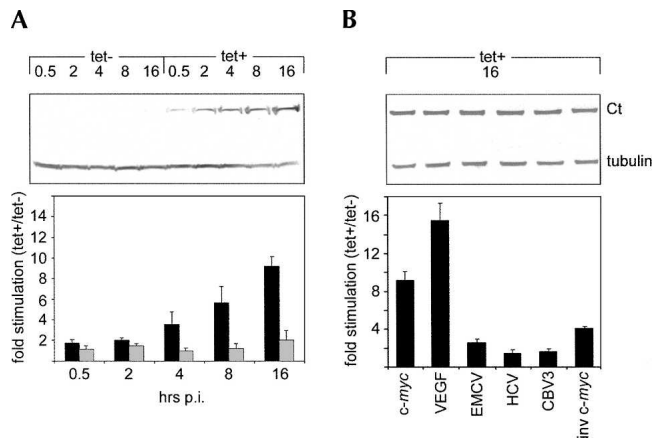 A
tet- tet+
0.5 2 4 8 16 0.5 2 4 8 16
fold stimulation (tet+/tet-)
16
14
10
8
6
4
2
0.5 2 4 8 16
hrs p.i.
B
tet+
16
Ct
tubulin
fold stimulation (tet+/tet-)
16
12
8
4
c-myc
VEGF
EMCV
HCV
CBV3
inv c-myc